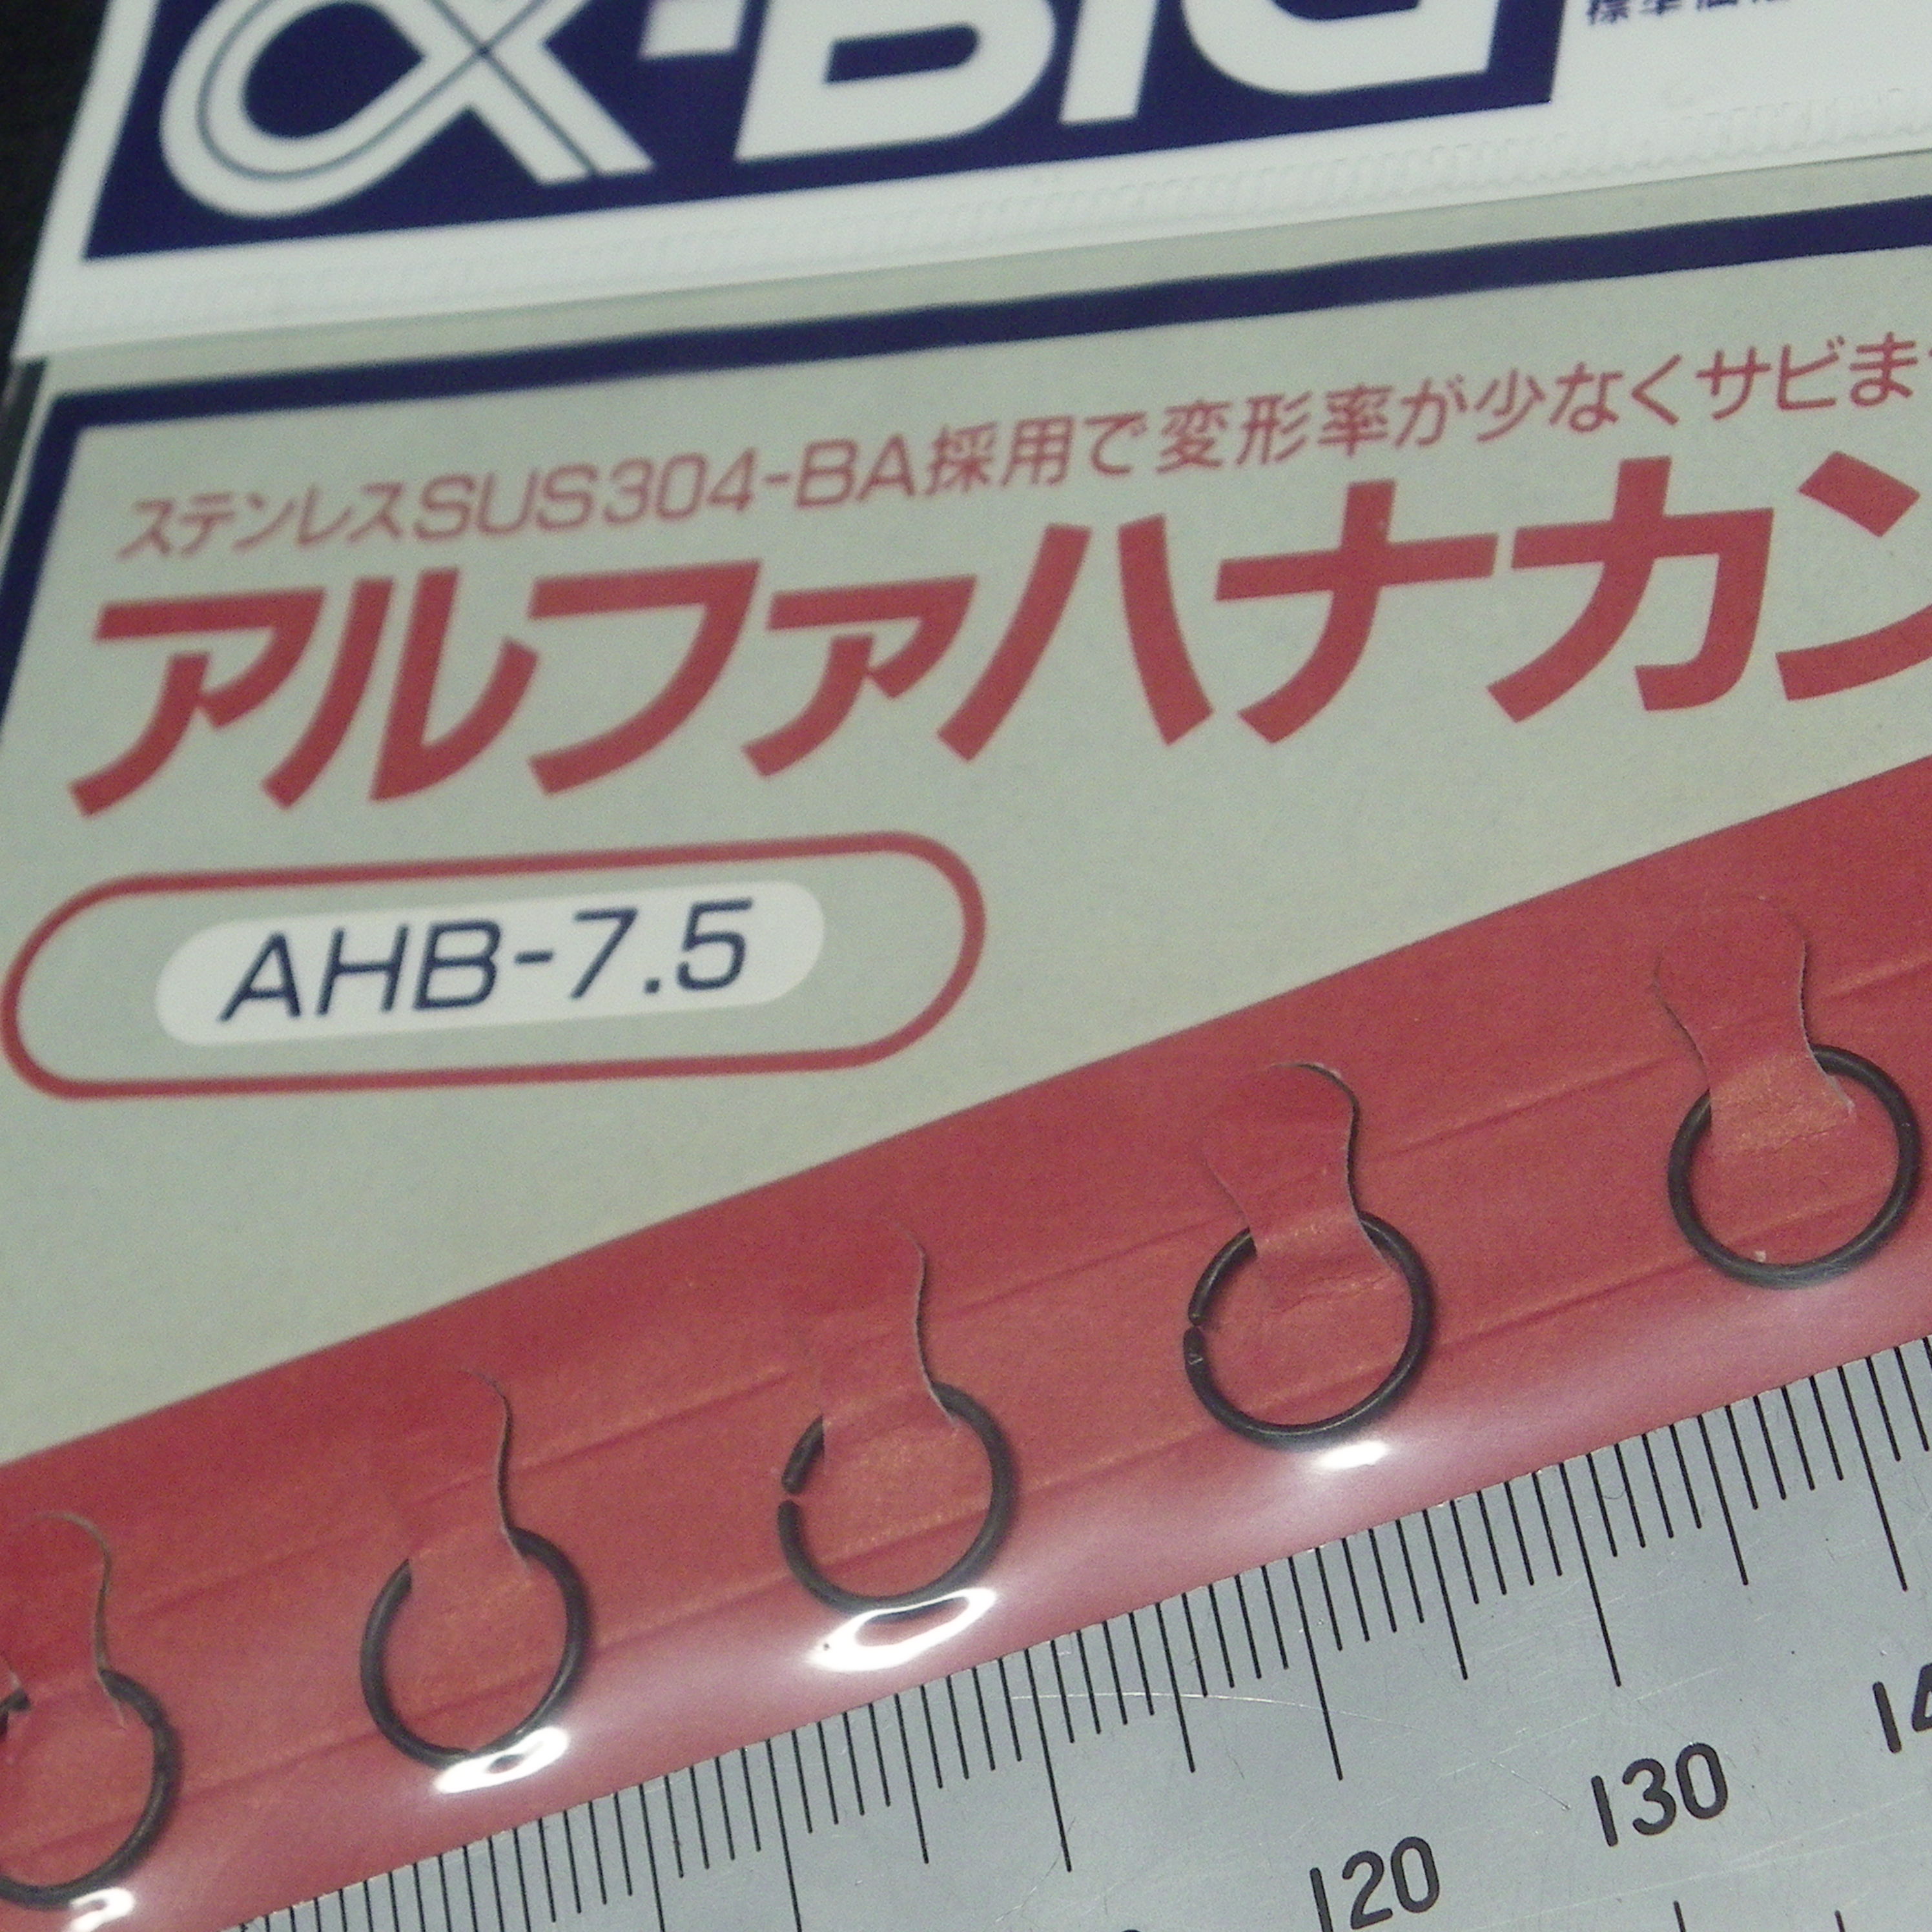 α-BIG
ステンレスSUS304-BA採用で変形率が少なくサビま
アルファハナカン
AHB-7.5
120
130